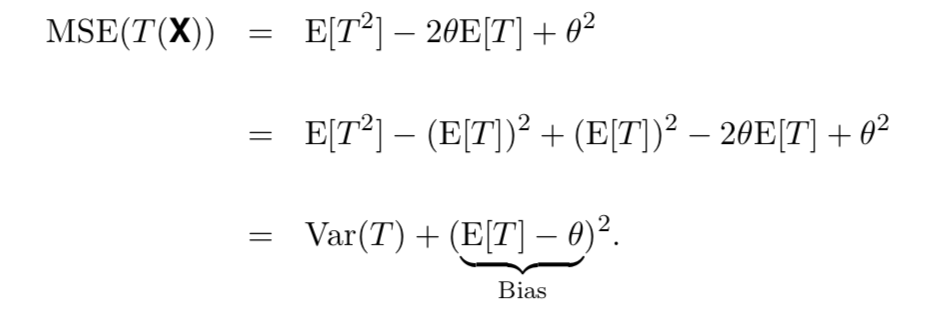 MSE(T(X)) = E[T²] − 2θE[T] + θ²
= E[T²] − (E[T])² + (E[T])² − 2θE[T] + θ²
= Var(T) + (E[T] − θ)².
Bias